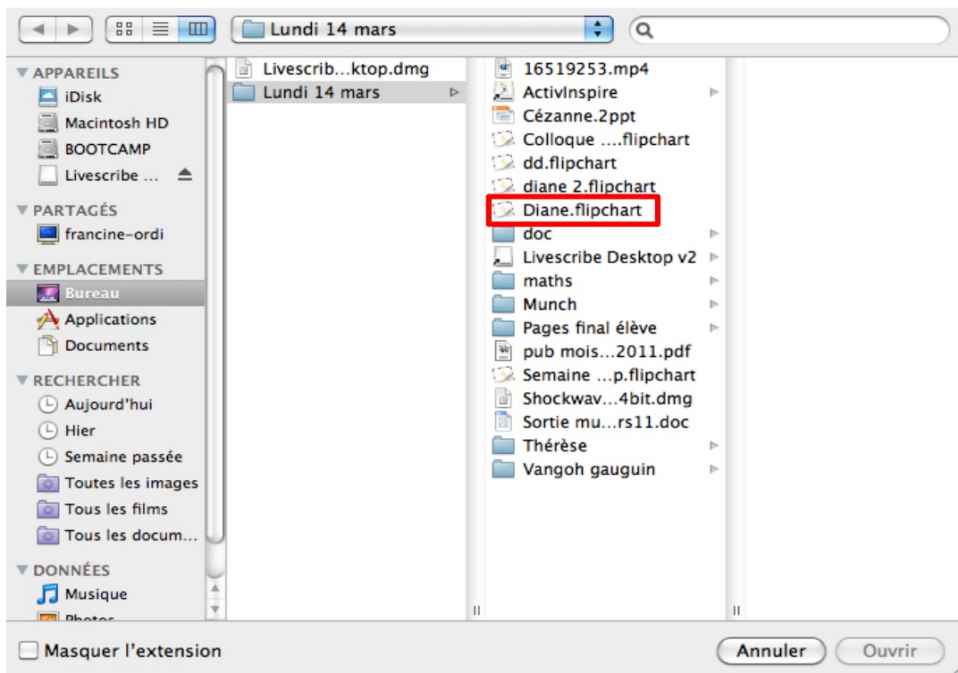 Lundi 14 mars
APPAREILS
iDisk
Macintosh HD
BOOTCAMP
Livescribe ...
PARTAGÉS
francine-ordi
EMPLACEMENTS
Bureau
Applications
Documents
RECHERCHER
Aujourd'hui
Hier
Semaine passée
Toutes les images
Tous les films
Tous les docum...
DONNÉES
Musique
Photos
Livescrib...ktop.dmg
Lundi 14 mars
16519253.mp4
ActivInspire
Cézanne.2ppt
Colloque ....flipchart
dd.flipchart
diane 2.flipchart
Diane.flipchart
doc
Livescribe Desktop v2
maths
Munch
Pages final élève
pub mois...2011.pdf
Semaine ...p.flipchart
Shockwav...4bit.dmg
Sortie mu...rs11.doc
Thérèse
Vangoh gauguin
Masquer l'extension
Annuler
Ouvrir